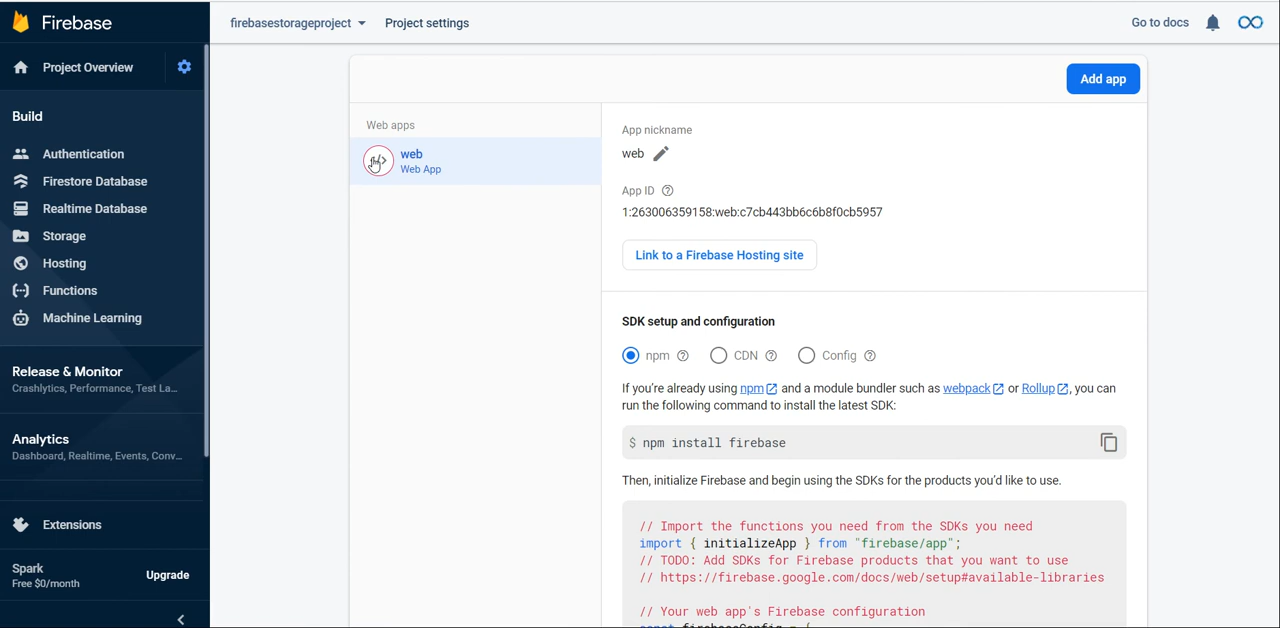 Firebase
firebasestorageproject
Project settings
Go to docs
Project Overview
Build
Authentication
Firestore Database
Realtime Database
Storage
Hosting
Functions
Machine Learning
Release & Monitor
Crashlytics, Performance, Test La...
Analytics
Dashboard, Realtime, Events, Conv...
Extensions
Spark
Free $0/month
Upgrade
Add app
Web apps
web
Web App
App nickname
web
App ID
1:263006359158:web:c7cb443bb6c6b8f0cb5957
Link to a Firebase Hosting site
SDK setup and configuration
npm
CDN
Config
If you're already using npm and a module bundler such as webpack or Rollup, you can
run the following command to install the latest SDK:
$ npm install firebase
Then, initialize Firebase and begin using the SDKs for the products you'd like to use.
// Import the functions you need from the SDKs you need
import { initializeApp } from "firebase/app";
// TODO: Add SDKs for Firebase products that you want to use
// https://firebase.google.com/docs/web/setup#available-libraries
// Your web app's Firebase configuration
const firebaseConfig = {